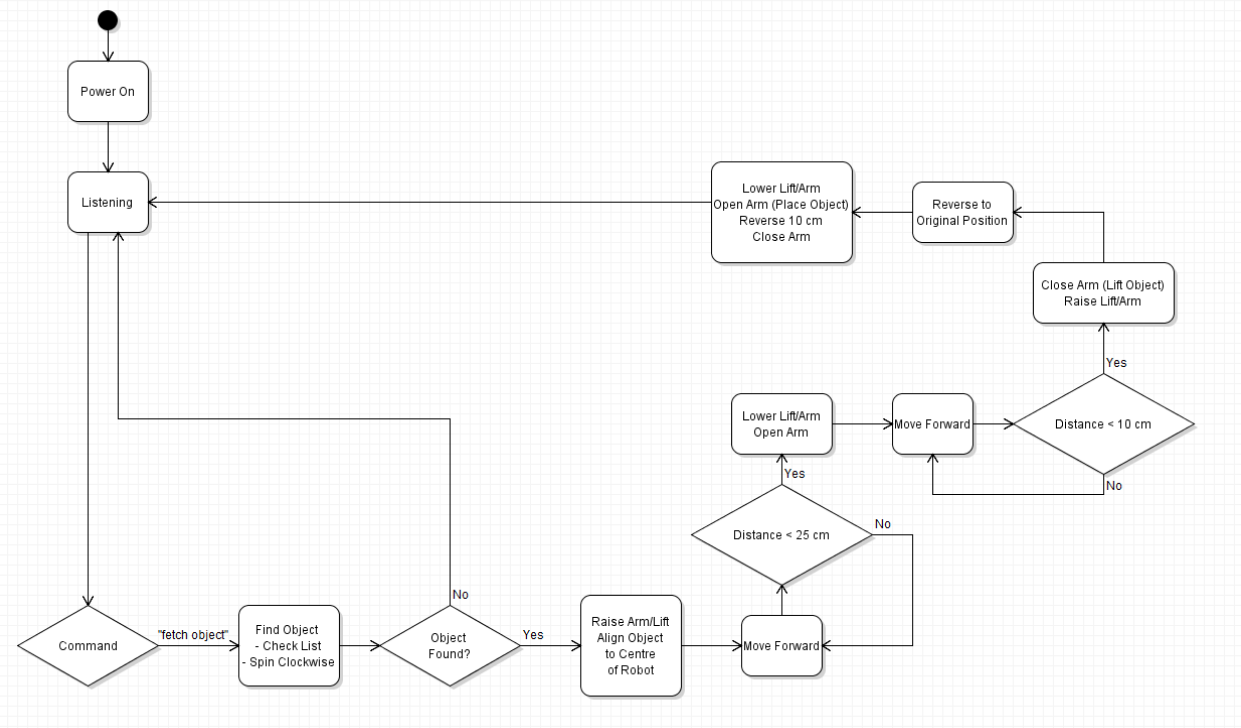 Power On
Listening
Command
"fetch object"
Find Object
- Check List
- Spin Clockwise
Object
Found?
No
Yes
Raise Arm/Lift
Align Object
to Centre
of Robot
Move Forward
Distance < 25 cm
No
Yes
Lower Lift/Arm
Open Arm
Move Forward
Distance < 10 cm
No
Yes
Close Arm (Lift Object)
Raise Lift/Arm
Reverse to
Original Position
Lower Lift/Arm
Open Arm (Place Object)
Reverse 10 cm
Close Arm